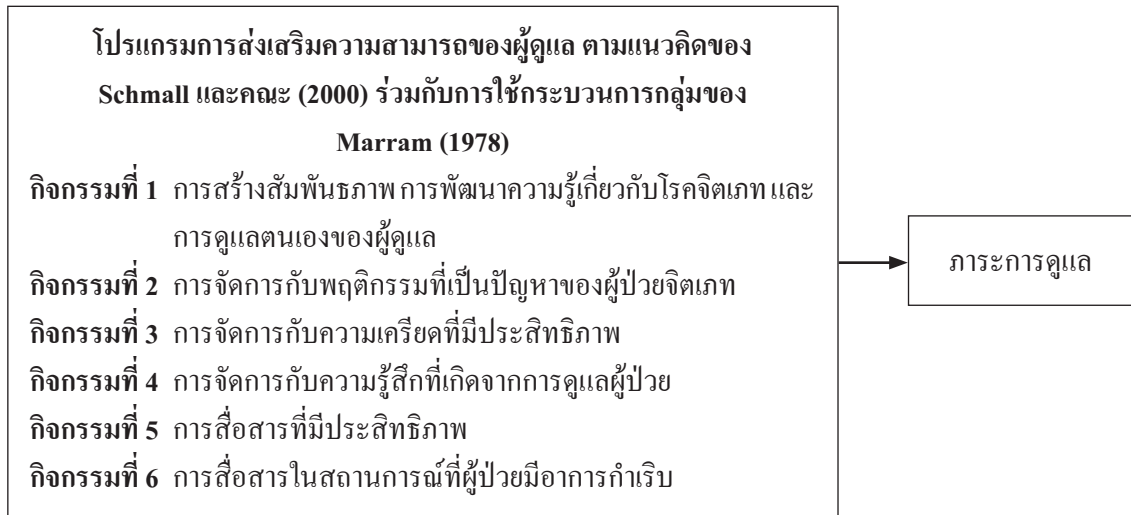 โปรแกรมการส่งเสริมความสามารถของผู้ดูแล ตามแนวคิดของ
Schmall และคณะ (2000) ร่วมกับการใช้กระบวนการกลุ่มของ
Marram (1978)
กิจกรรมที่ 1 การสร้างสัมพันธภาพ การพัฒนาความรู้เกี่ยวกับโรคจิตเภท และ
การดูแลตนเองของผู้ดูแล
กิจกรรมที่ 2 การจัดการกับพฤติกรรมที่เป็นปัญหาของผู้ป่วยจิตเภท
กิจกรรมที่ 3 การจัดการกับความเครียดที่มีประสิทธิภาพ
กิจกรรมที่ 4 การจัดการกับความรู้สึกที่เกิดจากการดูแลผู้ป่วย
กิจกรรมที่ 5 การสื่อสารที่มีประสิทธิภาพ
กิจกรรมที่ 6 การสื่อสารในสถานการณ์ที่ผู้ป่วยมีอาการกำเริบ
ภาระการดูแล